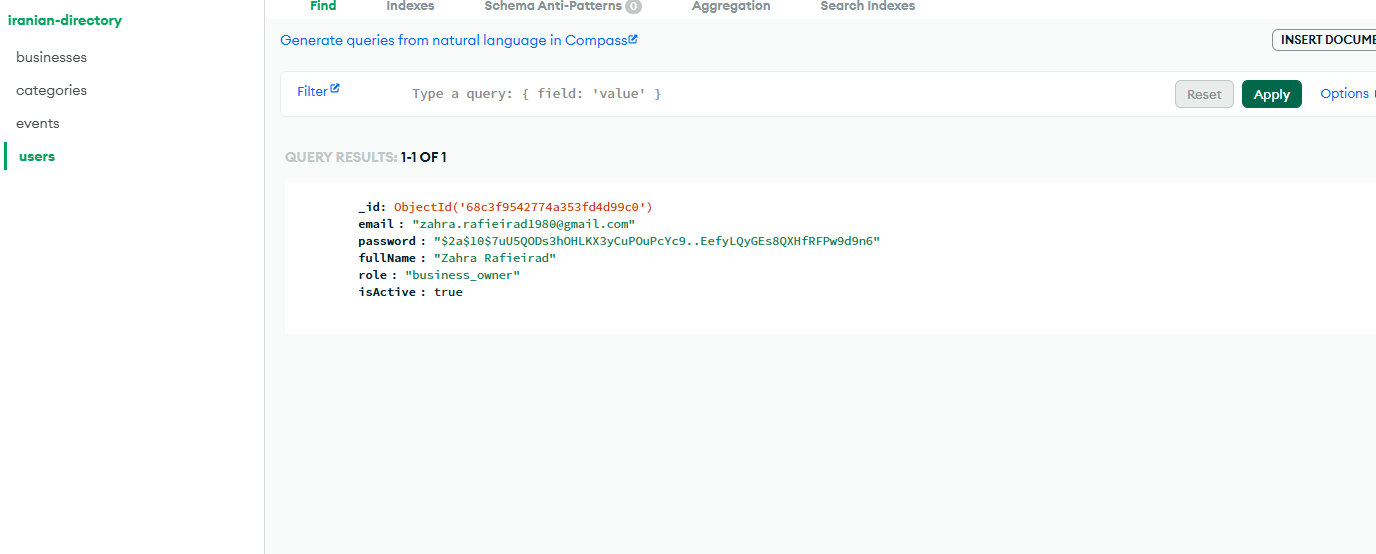 iranian-directory
businesses
categories
events
users
Find Indexes Schema Anti-Patterns 0 Aggregation Search Indexes
Generate queries from natural language in Compass
INSERT DOCUME
Filter Type a query: { field: 'value' } Reset Apply Options
QUERY RESULTS: 1-1 OF 1
_id: ObjectId('68c3f9542774a353fd4d99c0')
email : "zahra.rafieirad1980@gmail.com"
password : "$2a$10$7uU5QODs3hOHLKX3yCuPOuPcYc9..EefyLQyGEs8QXHfRFPw9d9n6"
fullName : "Zahra Rafieirad"
role : "business_owner"
isActive : true